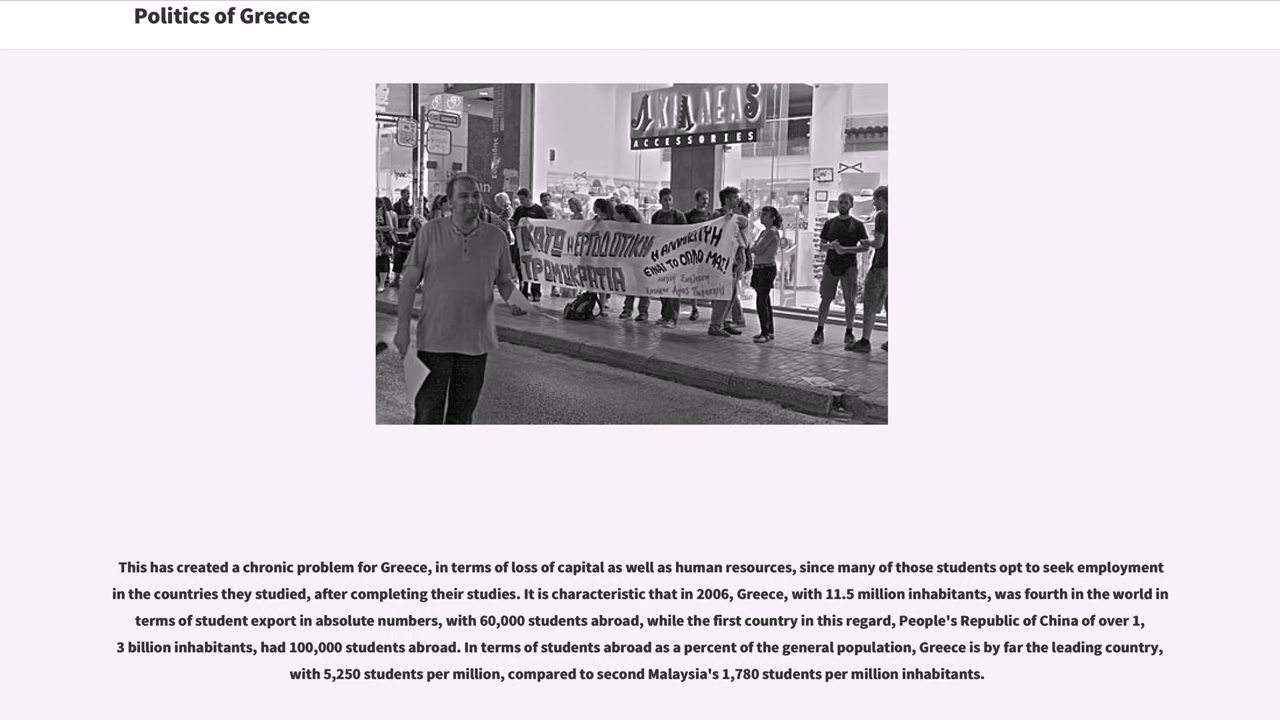 Politics of Greece
ΑΧΙΛΛΕΑS
ACCESSORIES
ΚΑΤΩ Η ΕΡΓΟΔΟΤΙΚΗ
ΤΡΟΜΟΚΡΑΤΙΑ
Η ΑΛΛΗΛΕΓΓΥΗ
ΕΙΝΑΙ ΤΟ ΟΠΛΟ ΜΑΣ!
This has created a chronic problem for Greece, in terms of loss of capital as well as human resources, since many of those students opt to seek employment
in the countries they studied, after completing their studies. It is characteristic that in 2006, Greece, with 11.5 million inhabitants, was fourth in the world in
terms of student export in absolute numbers, with 60,000 students abroad, while the first country in this regard, People's Republic of China of over 1,
3 billion inhabitants, had 100,000 students abroad. In terms of students abroad as a percent of the general population, Greece is by far the leading country,
with 5,250 students per million, compared to second Malaysia's 1,780 students per million inhabitants.